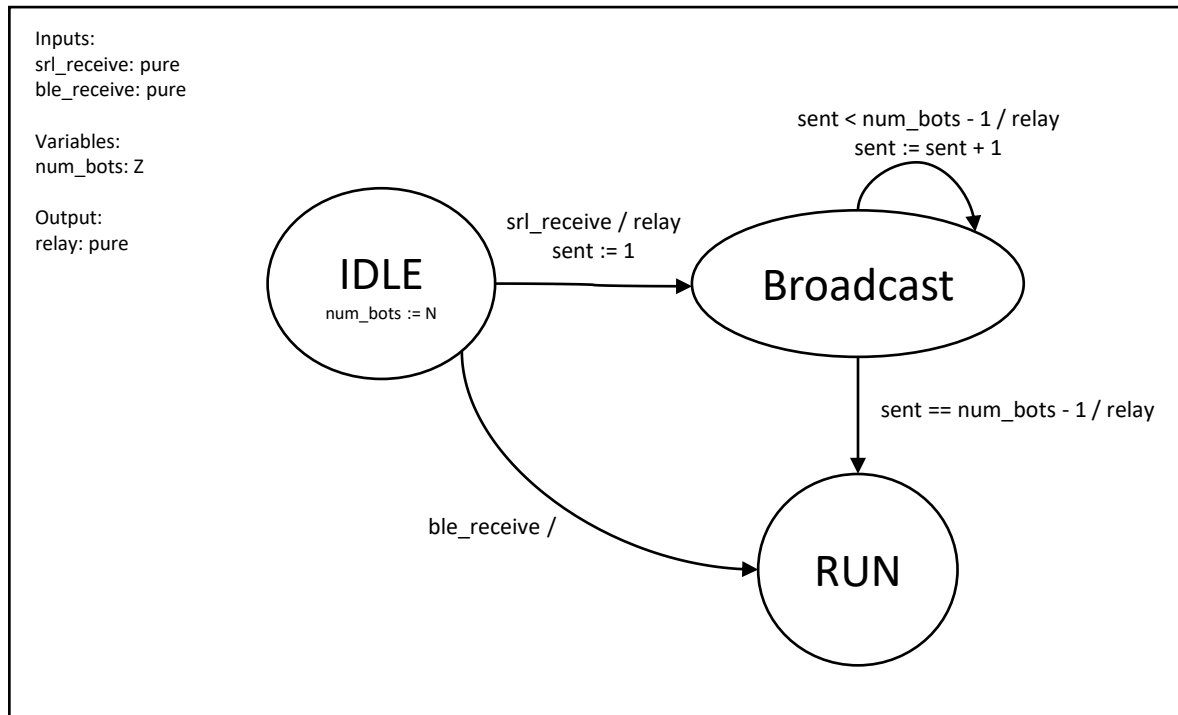 Inputs:
srl_receive: pure
ble_receive: pure
Variables:
num_bots: Z
Output:
relay: pure
sent < num_bots - 1 / relay
sent := sent + 1
srl_receive / relay
sent := 1
IDLE
num_bots := N
Broadcast
sent == num_bots - 1 / relay
ble_receive /
RUN